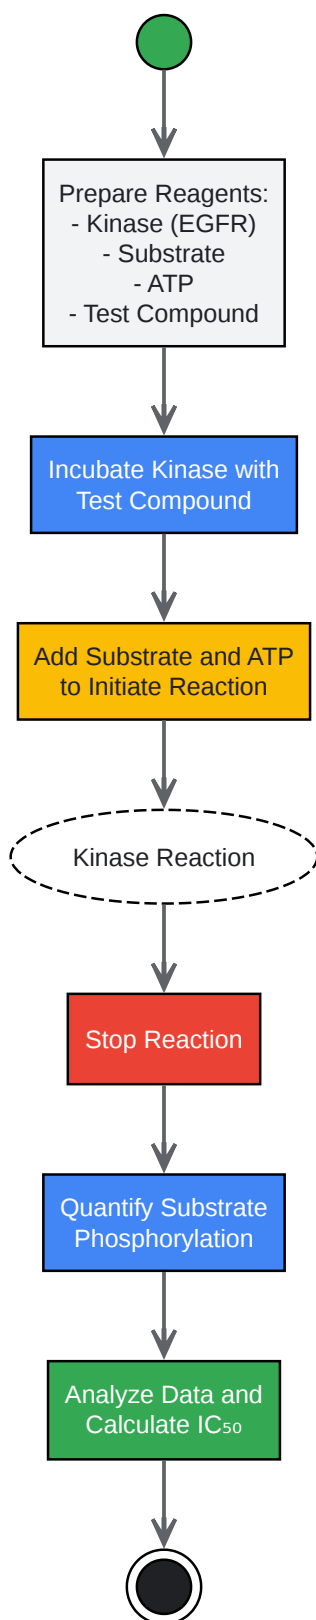 Prepare Reagents:
- Kinase (EGFR)
- Substrate
- ATP
- Test Compound
Incubate Kinase with
Test Compound
Add Substrate and ATP
to Initiate Reaction
Kinase Reaction
Stop Reaction
Quantify Substrate
Phosphorylation
Analyze Data and
Calculate IC₅₀